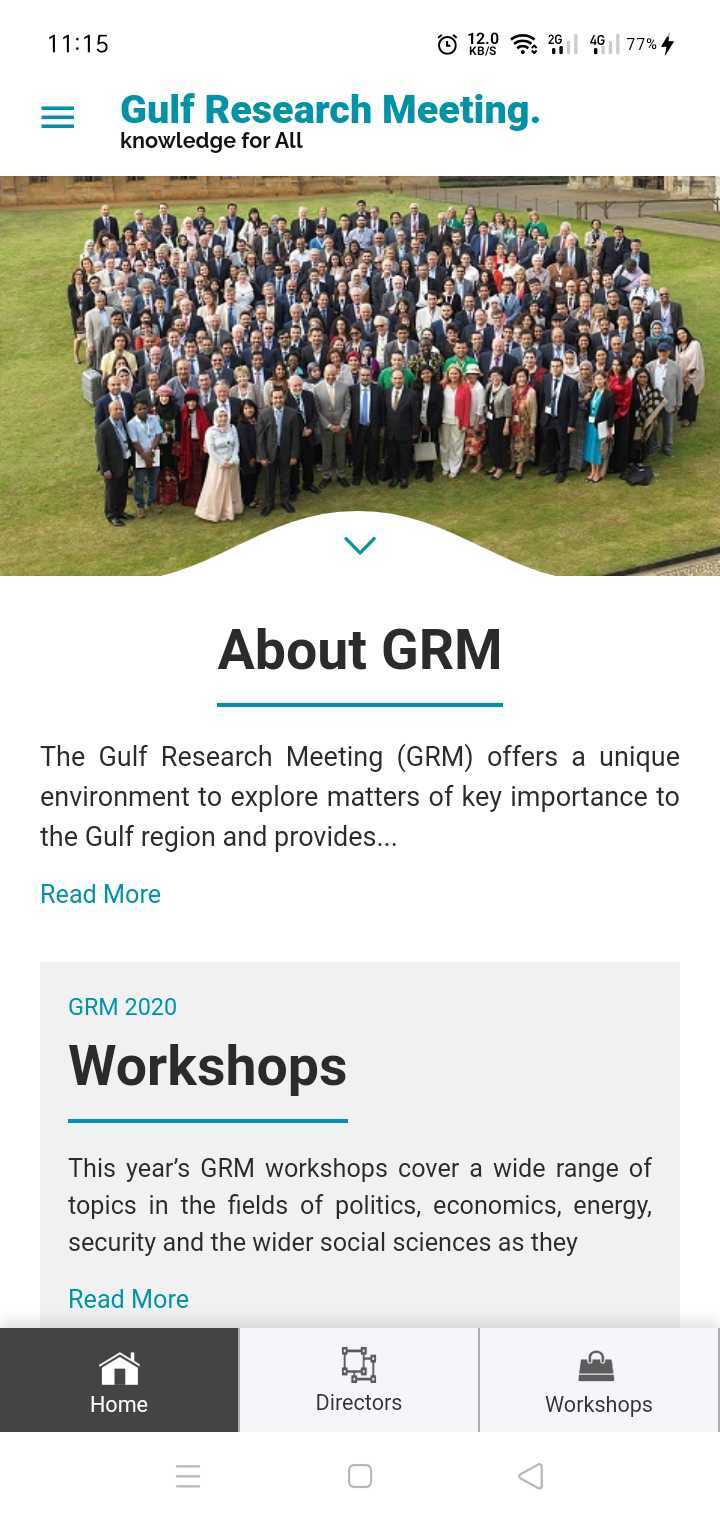 11:15
12.0
KB/S
2G
4G
77%
Gulf Research Meeting.
knowledge for All
About GRM
The Gulf Research Meeting (GRM) offers a unique
environment to explore matters of key importance to
the Gulf region and provides...
Read More
GRM 2020
Workshops
This year’s GRM workshops cover a wide range of
topics in the fields of politics, economics, energy,
security and the wider social sciences as they
Read More
Home
Directors
Workshops